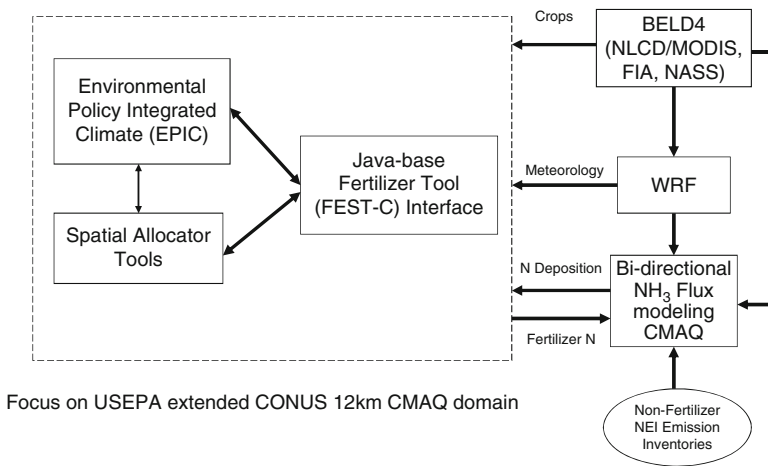 Crops
BELD4
(NLCD/MODIS,
FIA, NASS)
Environmental
Policy Integrated
Climate (EPIC)
Java-base
Fertilizer Tool
(FEST-C) Interface
Meteorology
WRF
Spatial Allocator
Tools
N Deposition
Bi-directional
NH₃ Flux
modeling
CMAQ
Fertilizer N
Focus on USEPA extended CONUS 12km CMAQ domain
Non-Fertilizer
NEI Emission
Inventories